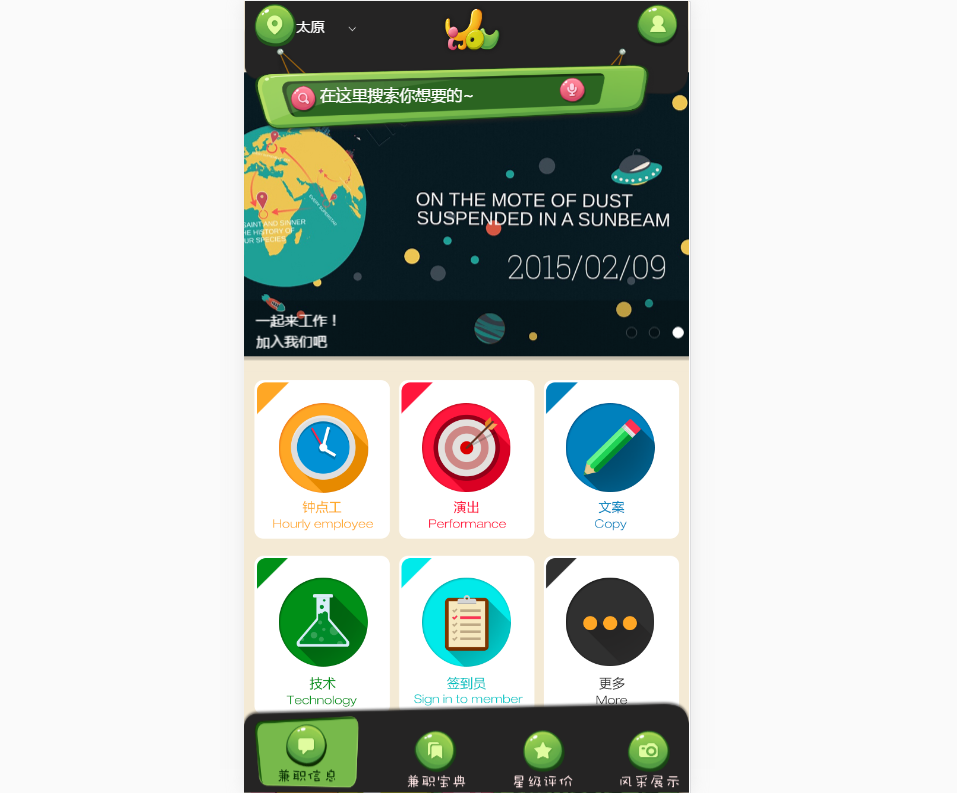 太原
在这里搜索你想要的~
ON THE MOTE OF DUST
SUSPENDED IN A SUNBEAM
SAINT AND SINNER
THE HISTORY OF
OUR SPECIES
2015/02/09
一起来工作！
加入我们吧
钟点工
Hourly employee
演出
Performance
文案
Copy
技术
Technology
签到员
Sign in to member
更多
More
兼职信息
兼职宝典
星级评价
风采展示